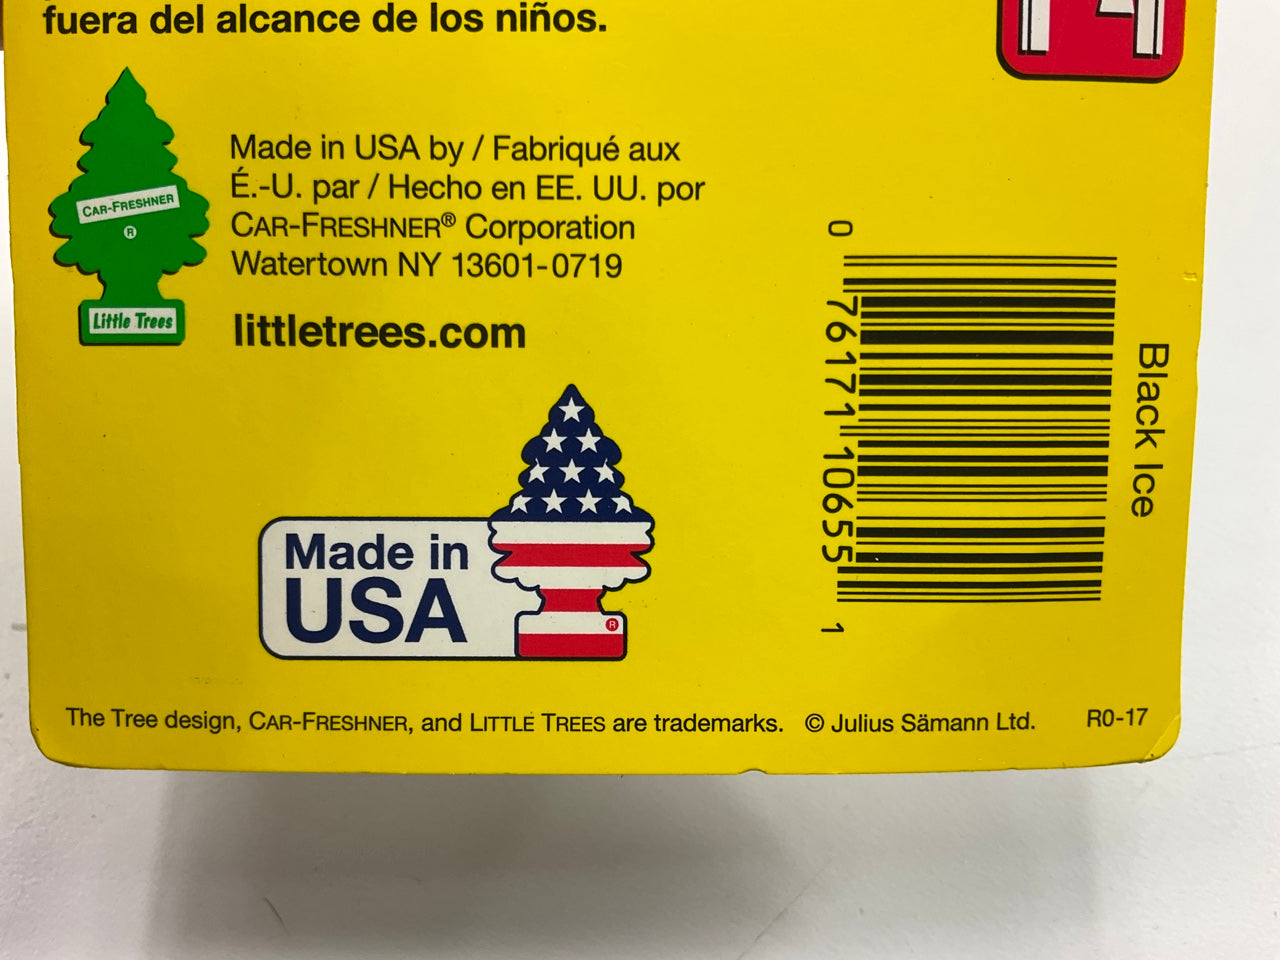 fuera del alcance de los niños.
CAR-FRESHNER
®
Little Trees
Made in USA by / Fabriqué aux
É.-U. par / Hecho en EE. UU. por
CAR-FRESHNER® Corporation
Watertown NY 13601-0719
littletrees.com
Made in
USA
®
0 76171 10655 1
Black Ice
The Tree design, CAR-FRESHNER, and LITTLE TREES are trademarks. © Julius Sämann Ltd. R0-17